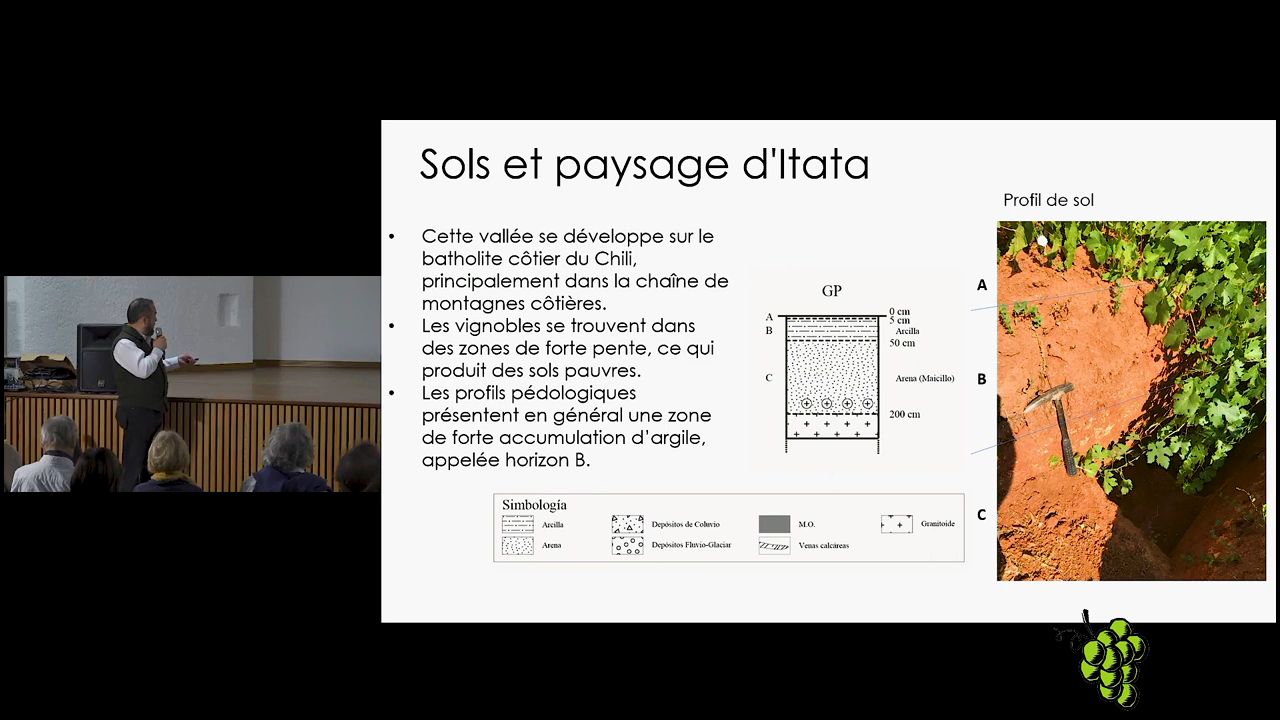 Sols et paysage d'Itata
Profil de sol
• Cette vallée se développe sur le
batholite côtier du Chili,
principalement dans la chaîne de
montagnes côtières.
• Les vignobles se trouvent dans
des zones de forte pente, ce qui
produit des sols pauvres.
• Les profils pédologiques
présentent en général une zone
de forte accumulation d’argile,
appelée horizon B.
GP
A
B
C
0 cm
5 cm
Arcilla
50 cm
Arena (Maicillo)
200 cm
A
B
C
Simbología
Arcilla
Depósitos de Coluvio
M.O.
Granitoide
Arena
Depósitos Fluvio-Glaciar
Venas calcáreas